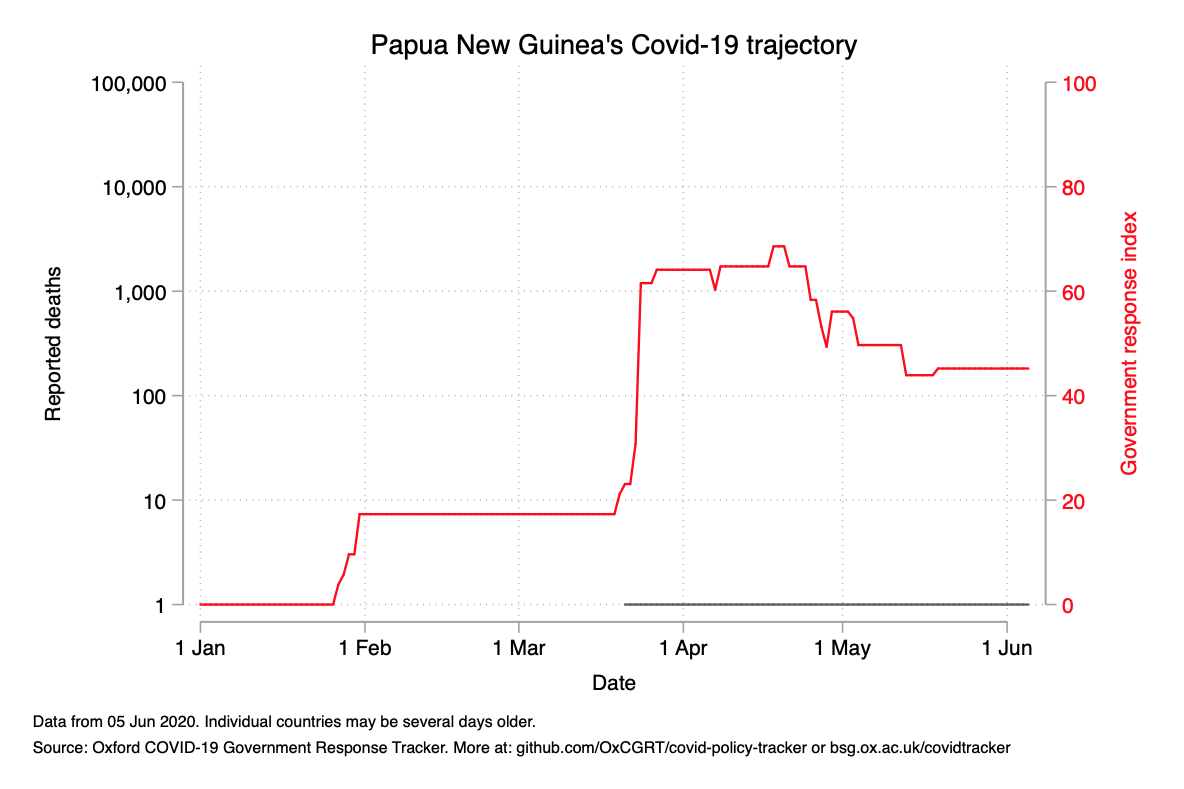 Papua New Guinea's Covid-19 trajectory
100,000
10,000
1,000
100
10
1
Reported deaths
100
80
60
40
20
0
Government response index
1 Jan
1 Feb
1 Mar
1 Apr
1 May
1 Jun
Date
Data from 05 Jun 2020. Individual countries may be several days older.
Source: Oxford COVID-19 Government Response Tracker. More at: github.com/OxCGRT/covid-policy-tracker or bsg.ox.ac.uk/covidtracker